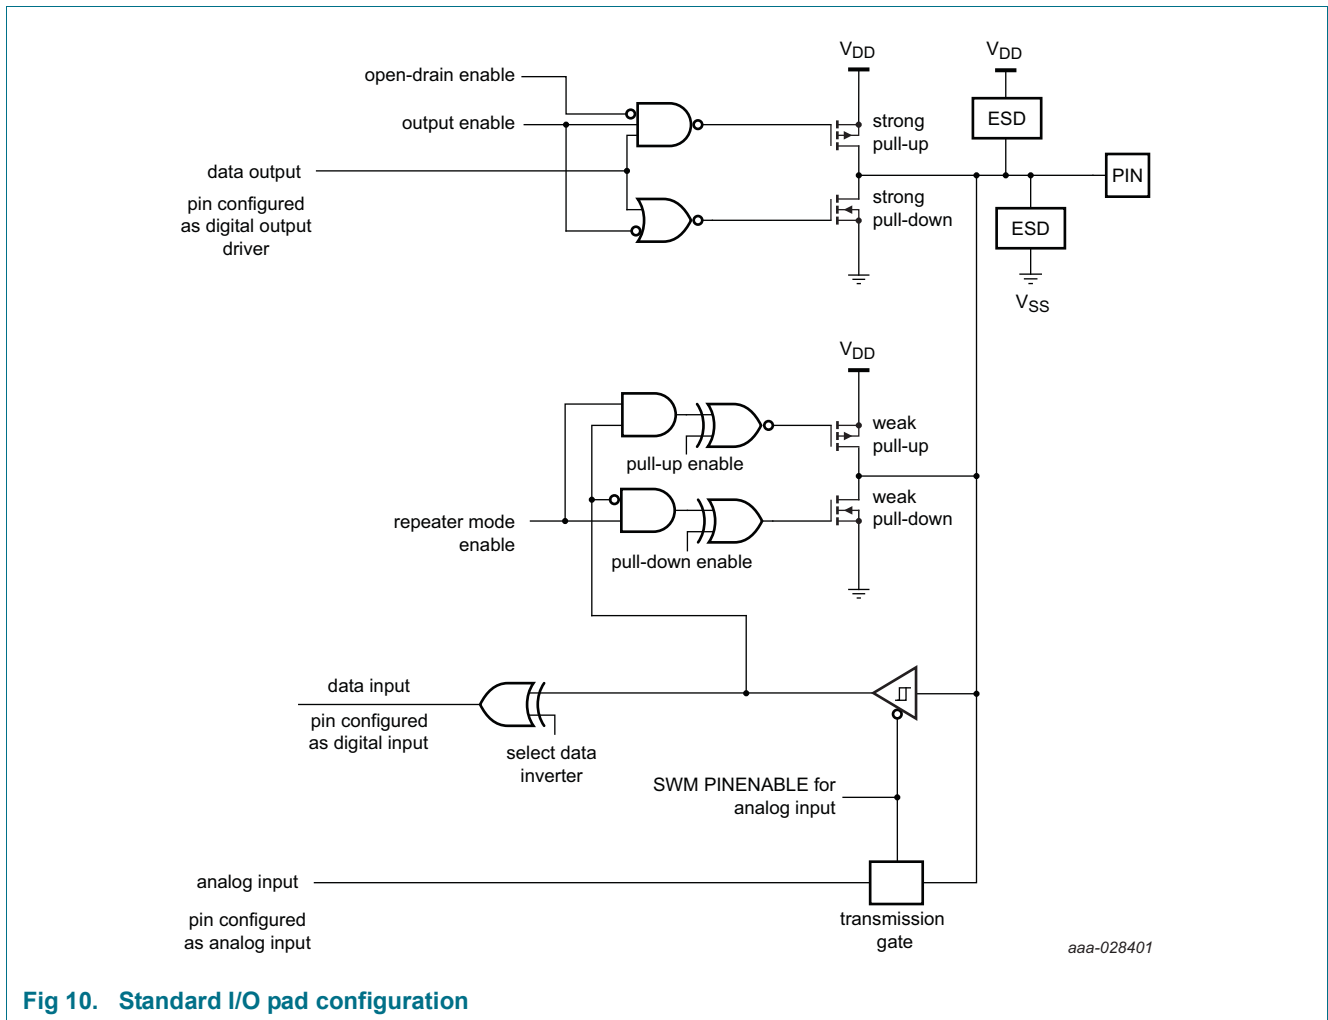 VDD
VDD
open-drain enable
output enable
strong
pull-up
ESD
data output
PIN
pin configured
as digital output
driver
strong
pull-down
ESD
VSS
VDD
weak
pull-up
pull-up enable
repeater mode
enable
weak
pull-down
pull-down enable
data input
pin configured
as digital input
select data
inverter
SWM PINENABLE for
analog input
analog input
pin configured
as analog input
transmission
gate
aaa-028401
Fig 10. Standard I/O pad configuration